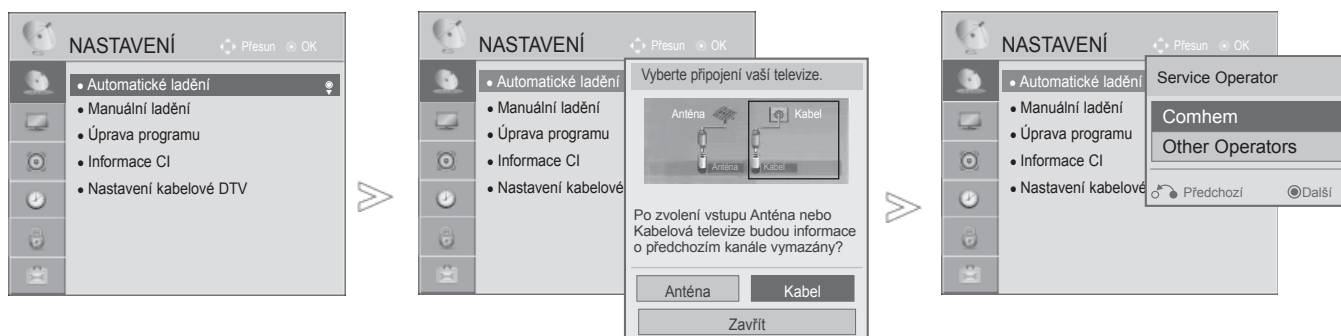 NASTAVENÍ
Přesun OK
• Automatické ladění
• Manuální ladění
• Úprava programu
• Informace CI
• Nastavení kabelové DTV
NASTAVENÍ
Přesun OK
• Automatické ladění
• Manuální ladění
• Úprava programu
• Informace CI
• Nastavení kabelové
Vyberte připojení vaší televize.
Anténa
Kabel
Anténa
Kabel
Po zvolení vstupu Anténa nebo
Kabelová televize budou informace
o předchozím kanále vymazány?
Anténa
Kabel
Zavřít
NASTAVENÍ
Přesun OK
• Automatické ladění
• Manuální ladění
• Úprava programu
• Informace CI
• Nastavení kabelové
Service Operator
Comhem
Other Operators
Předchozí
Další